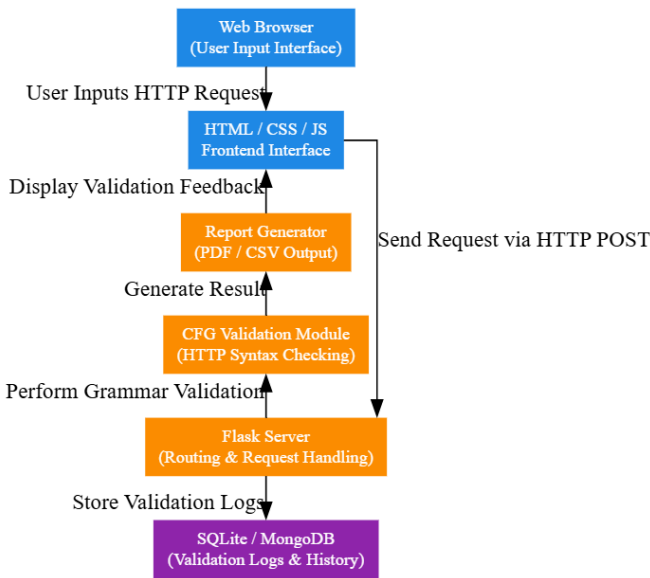 Web Browser
(User Input Interface)
User Inputs HTTP Request
HTML / CSS / JS
Frontend Interface
Display Validation Feedback
Report Generator
(PDF / CSV Output)
Send Request via HTTP POST
Generate Result
CFG Validation Module
(HTTP Syntax Checking)
Perform Grammar Validation
Flask Server
(Routing & Request Handling)
Store Validation Logs
SQLite / MongoDB
(Validation Logs & History)